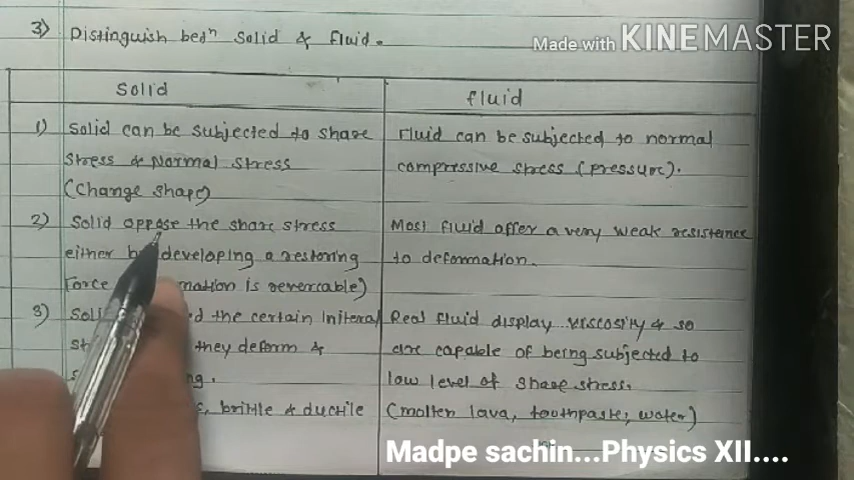 3) Distinguish betn solid & fluid.
Made with KINEMASTER
Solid
fluid
1) Solid can be subjected to share
stress & Normal stress
(Change shape)
Fluid can be subjected to normal
compressive stress (pressure).
2) Solid oppose the share stress
either by developing a restoring
force mation is revercable)
Most fluid offer a very weak resistence
to deformation.
3) Sol d the certain initeral
st they deform &
ng.
brittle & ductile
Real fluid display viscosity & so
are capable of being subjected to
low level of share stress.
(molten lava, toothpaste, water)
Madpe sachin...Physics XII....